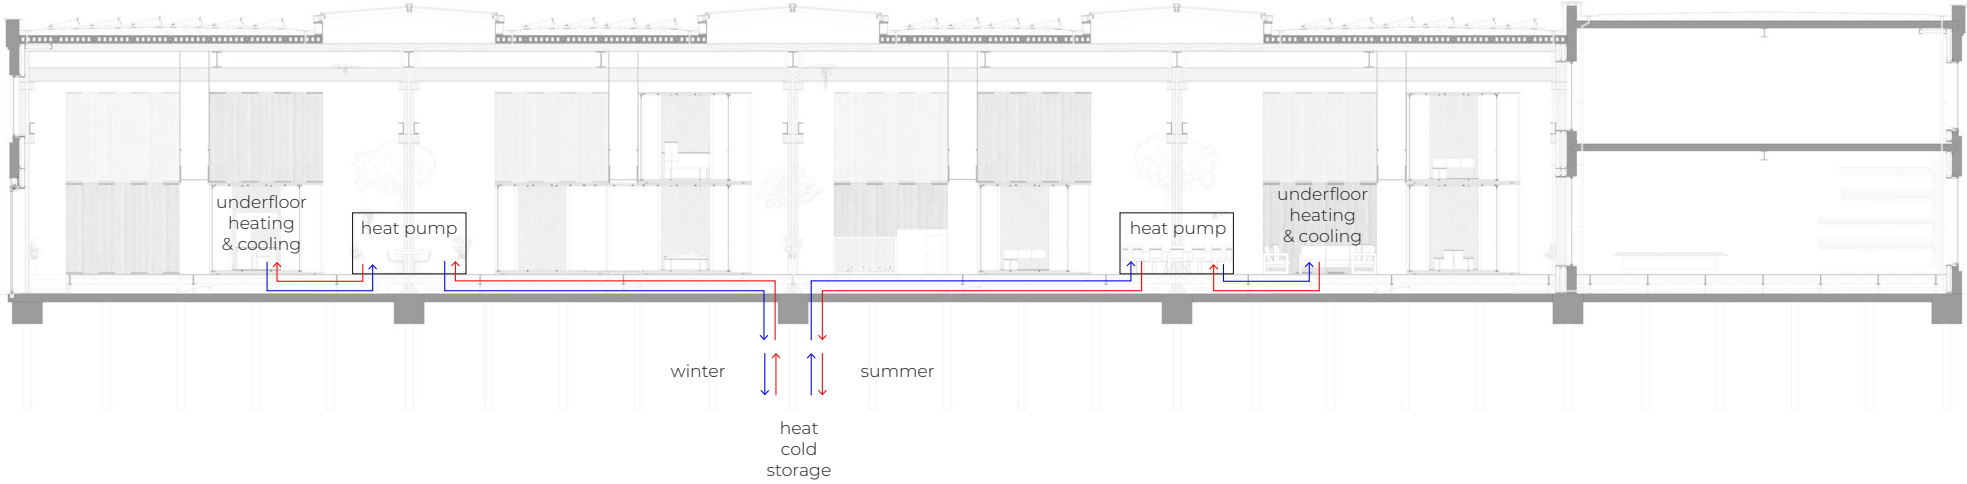 underfloor
heating
& cooling
heat pump
heat pump
underfloor
heating
& cooling
winter
summer
heat
cold
storage